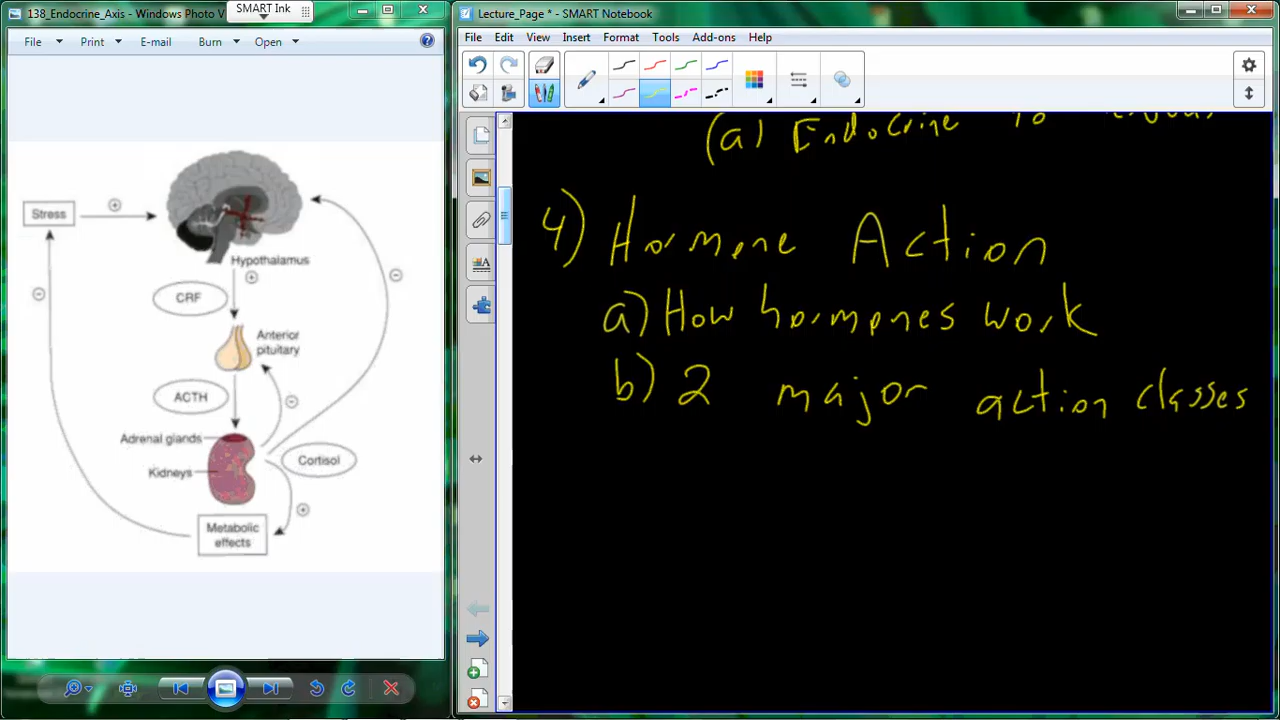 138_Endocrine_Axis - Windows Photo V
SMART Ink
File Print E-mail Burn Open
Stress
Hypothalamus
CRF
Anterior
pituitary
ACTH
Adrenal glands
Cortisol
Kidneys
Metabolic
effects
Lecture_Page * - SMART Notebook
File Edit View Insert Format Tools Add-ons Help
(a) Endocrine to
4) Hormone Action
a) How hormones work
b) 2 major action classes